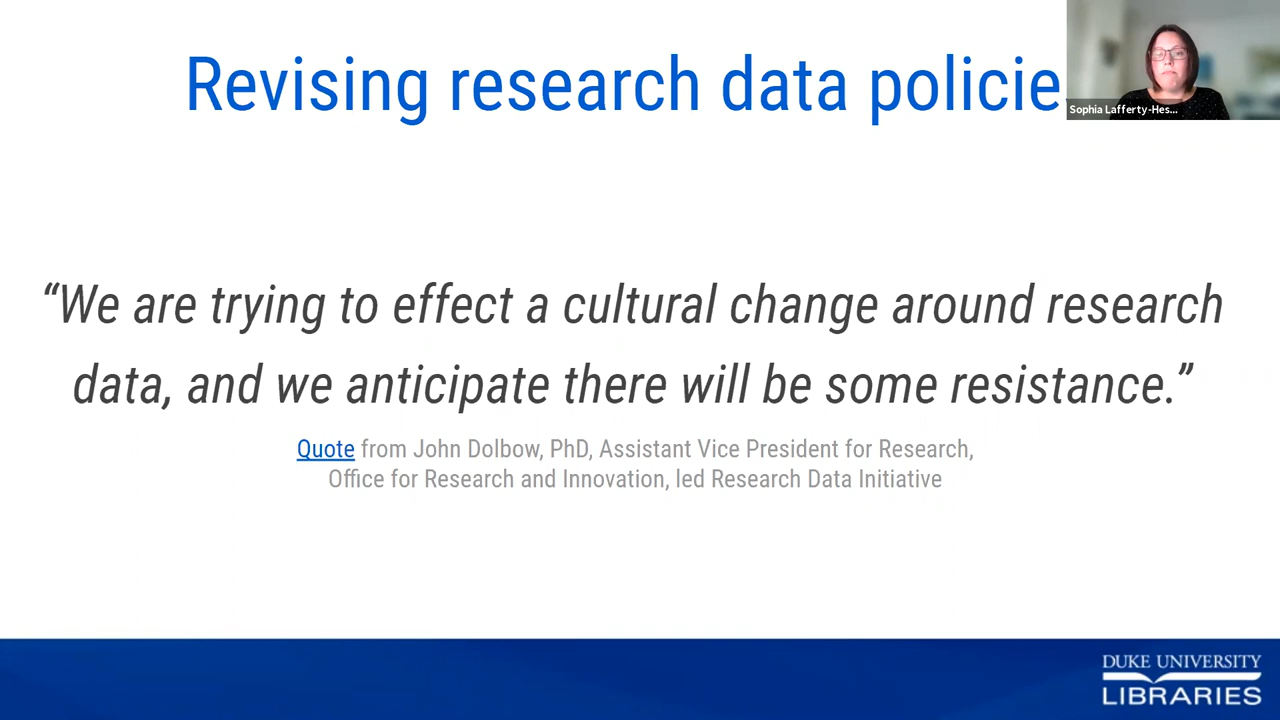 Revising research data policie
Sophia Lafferty-Hes...
“We are trying to effect a cultural change around research
data, and we anticipate there will be some resistance.”
Quote from John Dolbow, PhD, Assistant Vice President for Research,
Office for Research and Innovation, led Research Data Initiative
DUKE UNIVERSITY
LIBRARIES